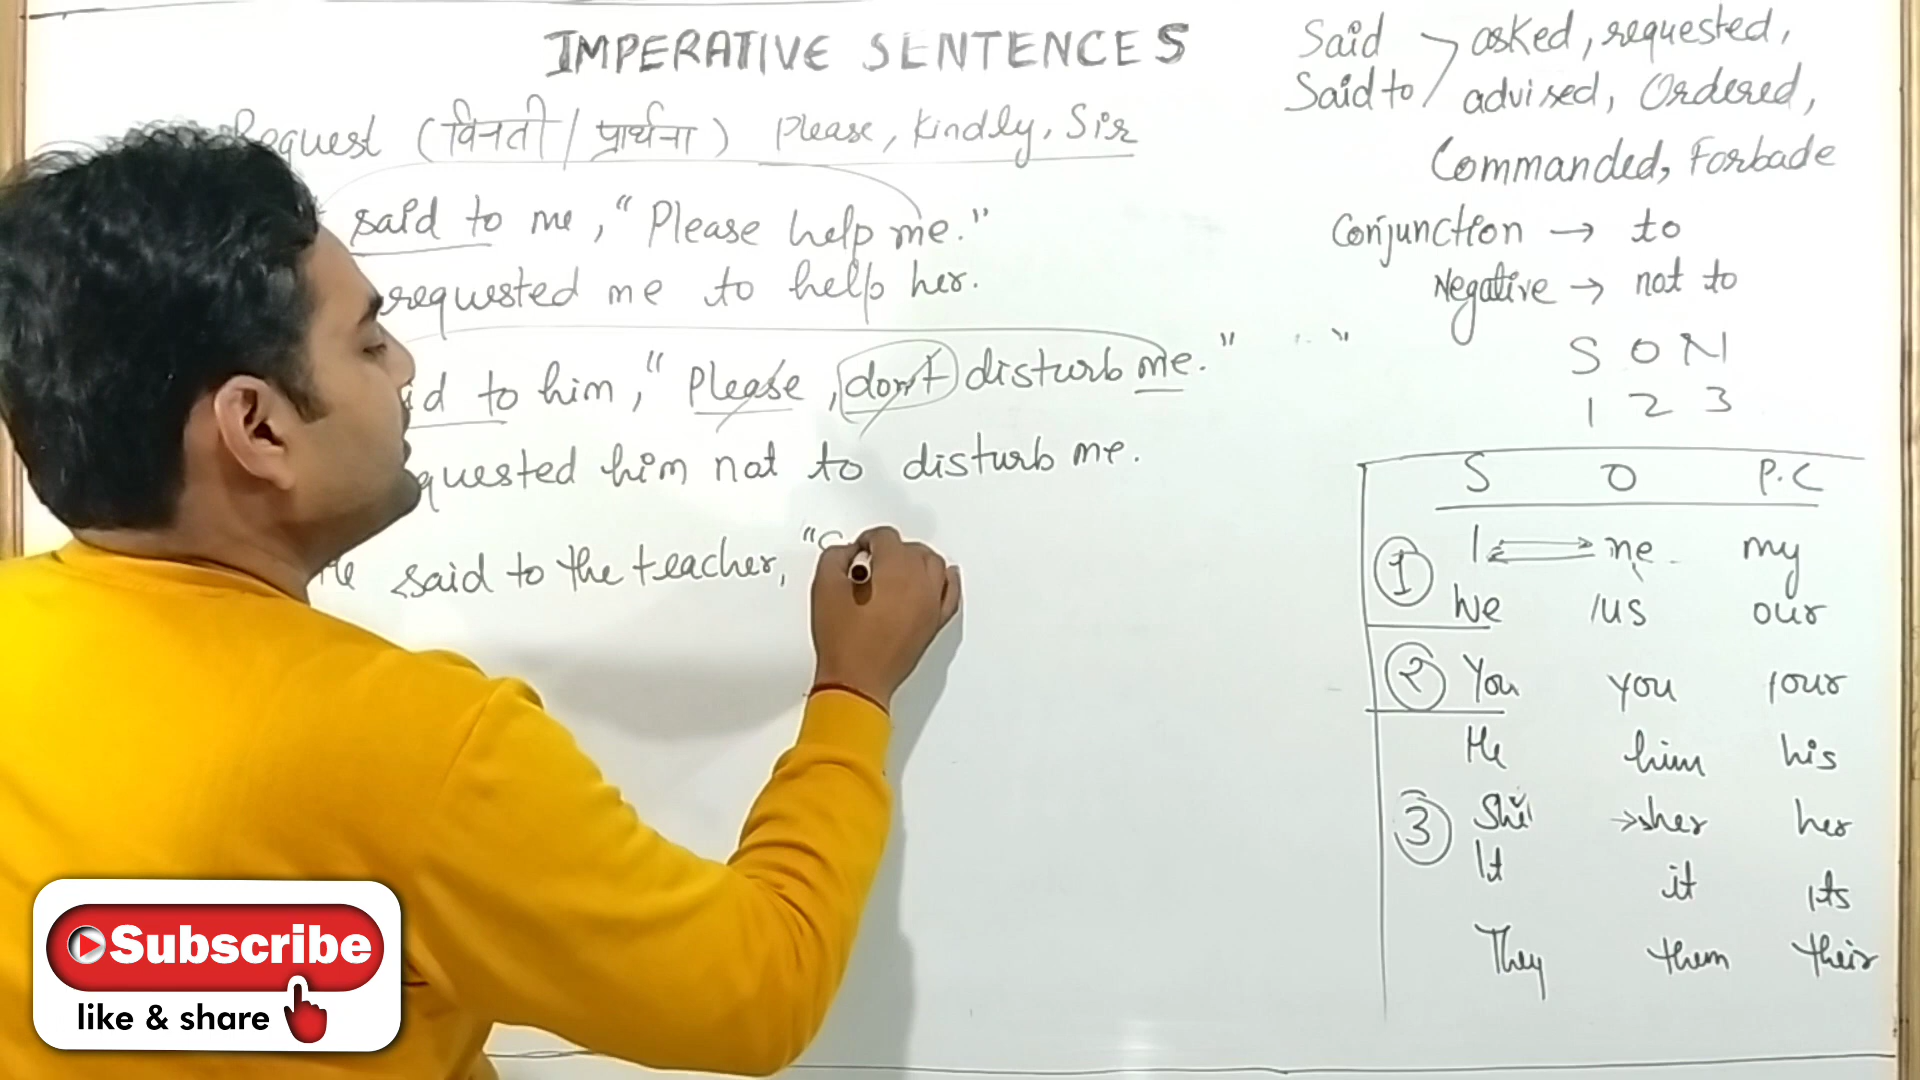 IMPERATIVE SENTENCES
Request (विनती / प्रार्थना) Please, Kindly, Sir
said to me, "Please help me."
requested me to help her.
to him, "Please, don't disturb me."
him not to disturb me.
He said to the teacher, "
Said asked, requested,
Said to advised, Ordered,
Commanded, Forbade
Conjunction → to
Negative → not to
S O N
1 2 3
S O P.C
1 I me my
We us our
२ You you your
He him his
3 She her her
It it Its
They them their
Subscribe
like & share